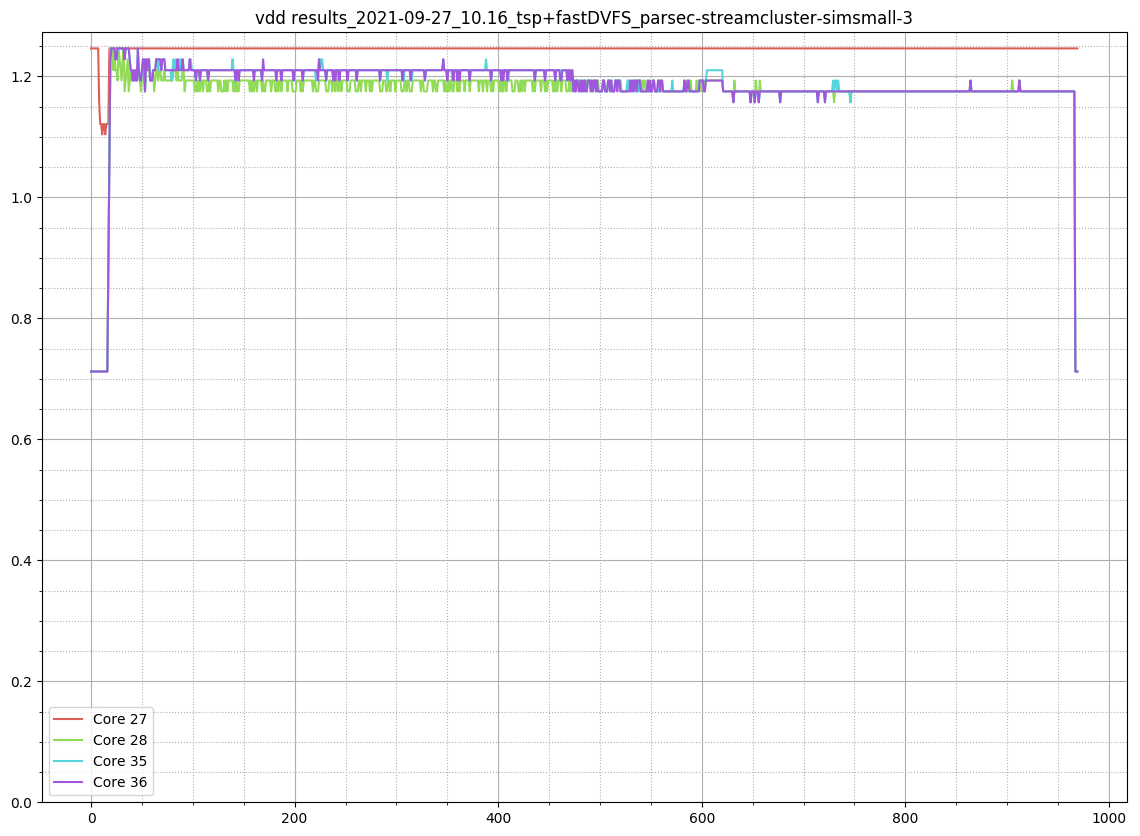 vdd results_2021-09-27_10.16_tsp+fastDVFS_parsec-streamcluster-simsmall-3
1.2
1.0
0.8
0.6
0.4
0.2
0.0
Core 27
Core 28
Core 35
Core 36
0 200 400 600 800 1000